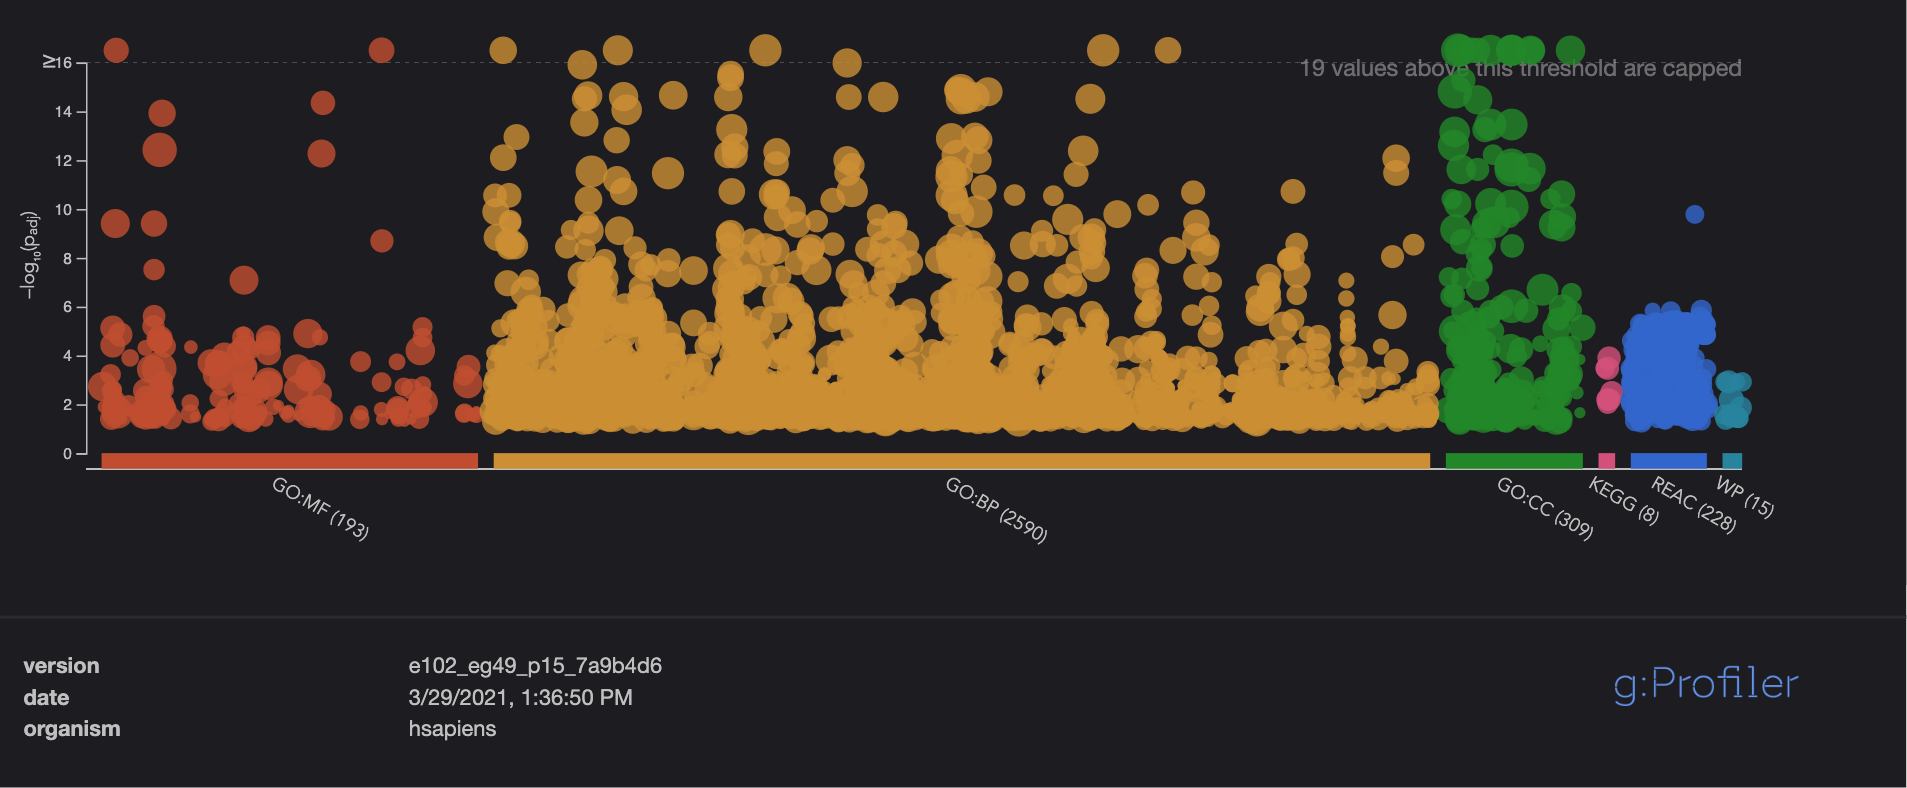 ≥16
19 values above this threshold are capped
14
12
10
8
6
4
2
0
-log10(padj)
GO:MF (193)
GO:BP (2590)
GO:CC (309)
KEGG (8)
REAC (228)
WP (15)
version e102_eg49_p15_7a9b4d6
date 3/29/2021, 1:36:50 PM
organism hsapiens
g:Profiler